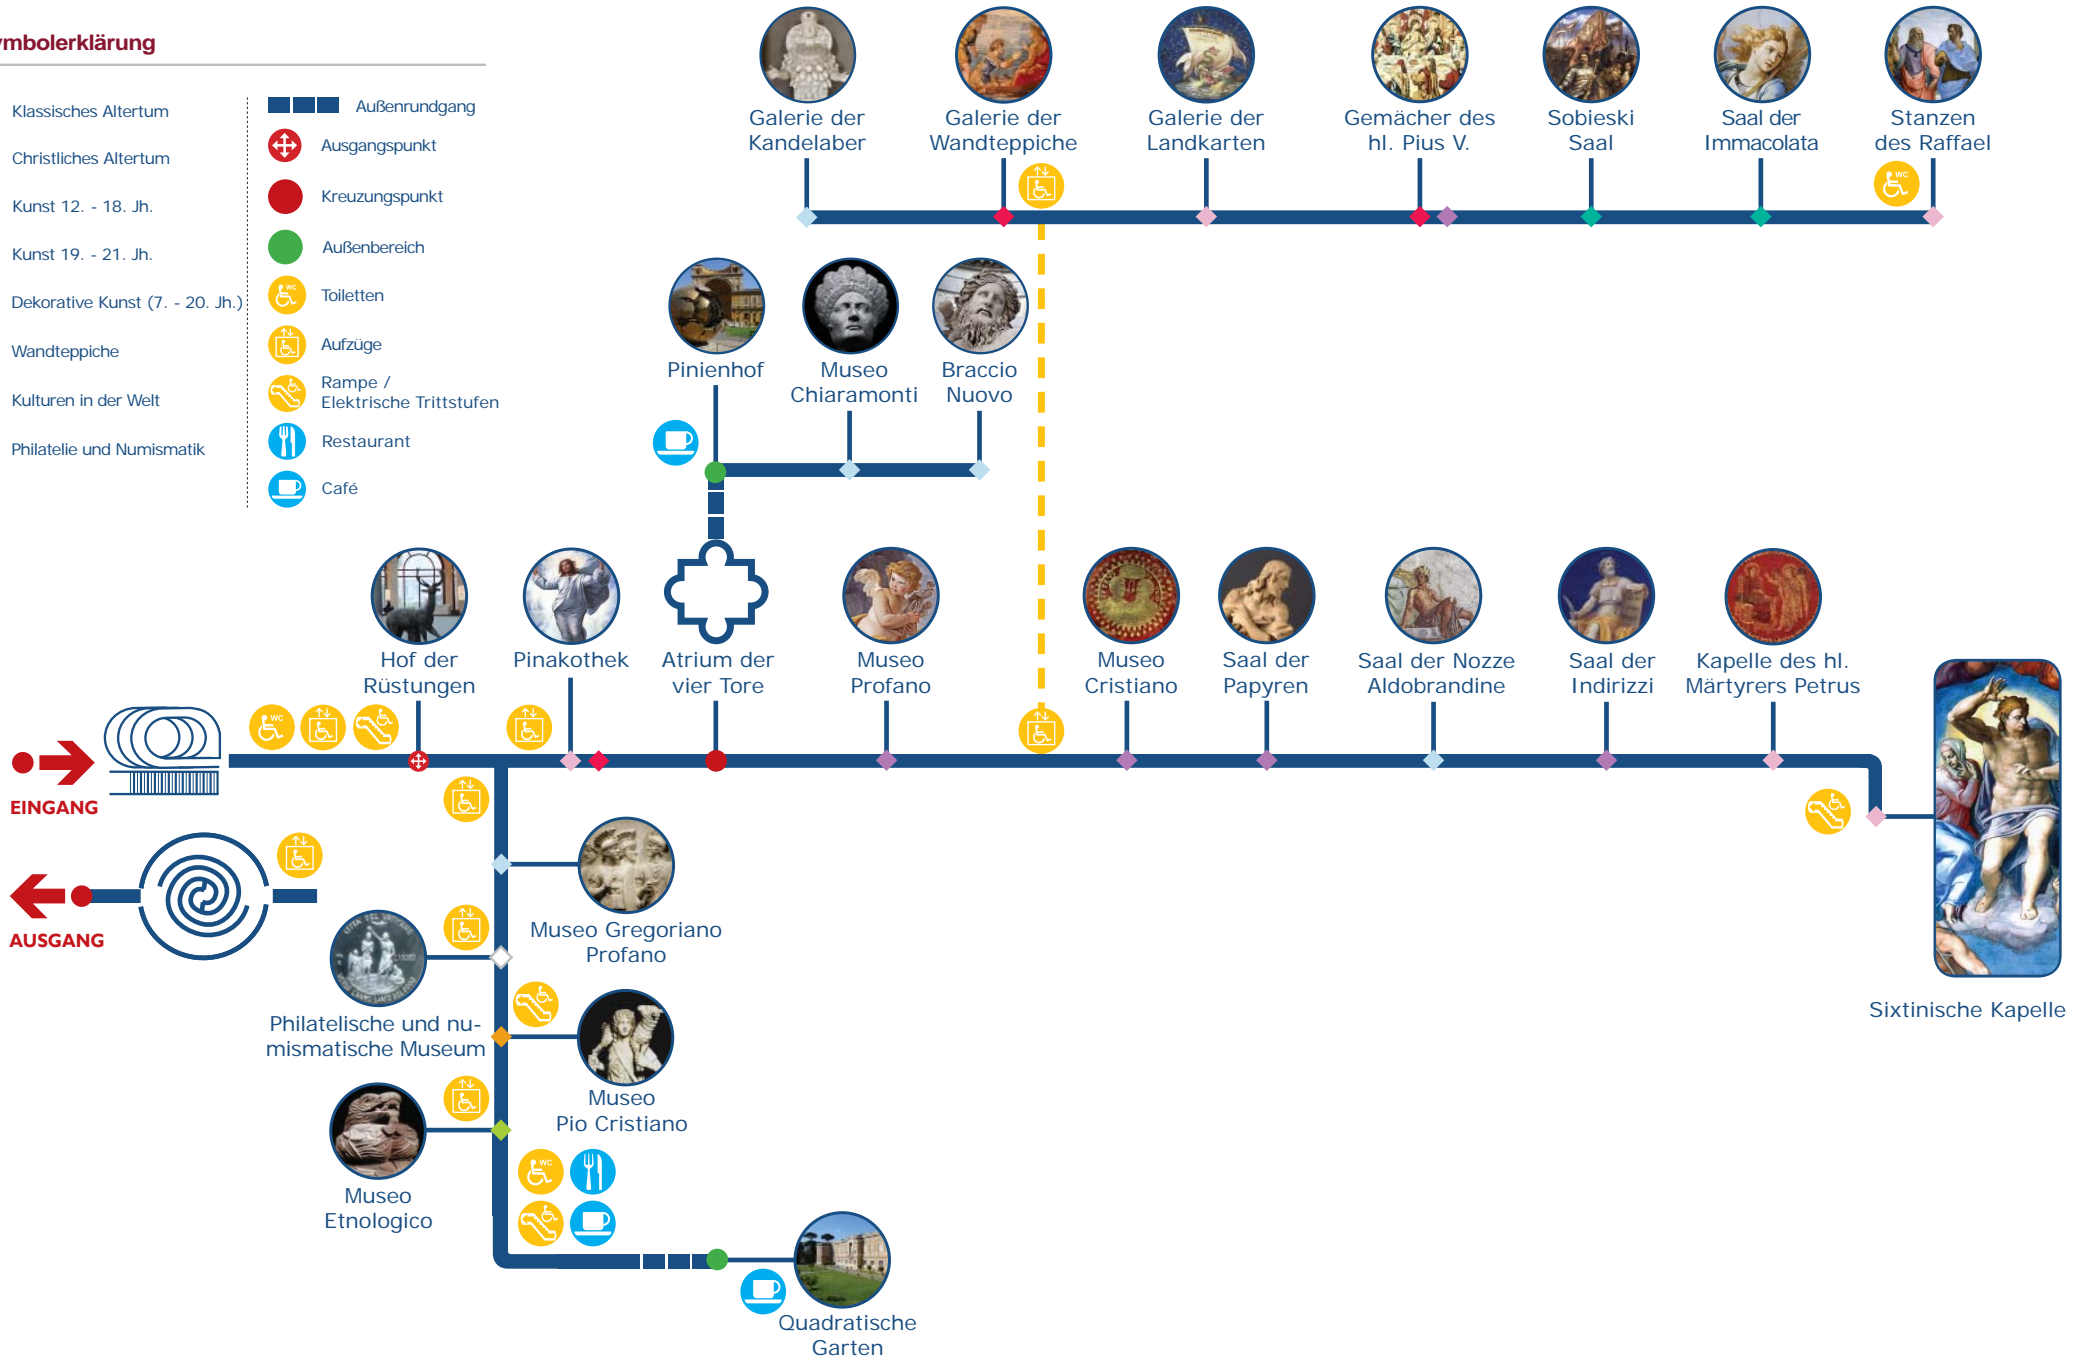 ymbolerklärung
Klassisches Altertum
Christliches Altertum
Kunst 12. - 18. Jh.
Kunst 19. - 21. Jh.
Dekorative Kunst (7. - 20. Jh.)
Wandteppiche
Kulturen in der Welt
Philatelie und Numismatik
Außenrundgang
Ausgangspunkt
Kreuzungspunkt
Außenbereich
WC
Toiletten
Aufzüge
Rampe /
Elektrische Trittstufen
Restaurant
Café
Galerie der
Kandelaber
Galerie der
Wandteppiche
Galerie der
Landkarten
Gemächer des
hl. Pius V.
Sobieski
Saal
Saal der
Immacolata
Stanzen
des Raffael
WC
Pinienhof
Museo
Chiaramonti
Braccio
Nuovo
Hof der
Rüstungen
Pinakothek
Atrium der
vier Tore
Museo
Profano
Museo
Cristiano
Saal der
Papyren
Saal der Nozze
Aldobrandine
Saal der
Indirizzi
Kapelle des hl.
Märtyrers Petrus
WC
EINGANG
AUSGANG
Museo Gregoriano
Profano
Philatelische und nu-
mismatische Museum
Museo
Pio Cristiano
Museo
Etnologico
WC
Quadratische
Garten
Sixtinische Kapelle